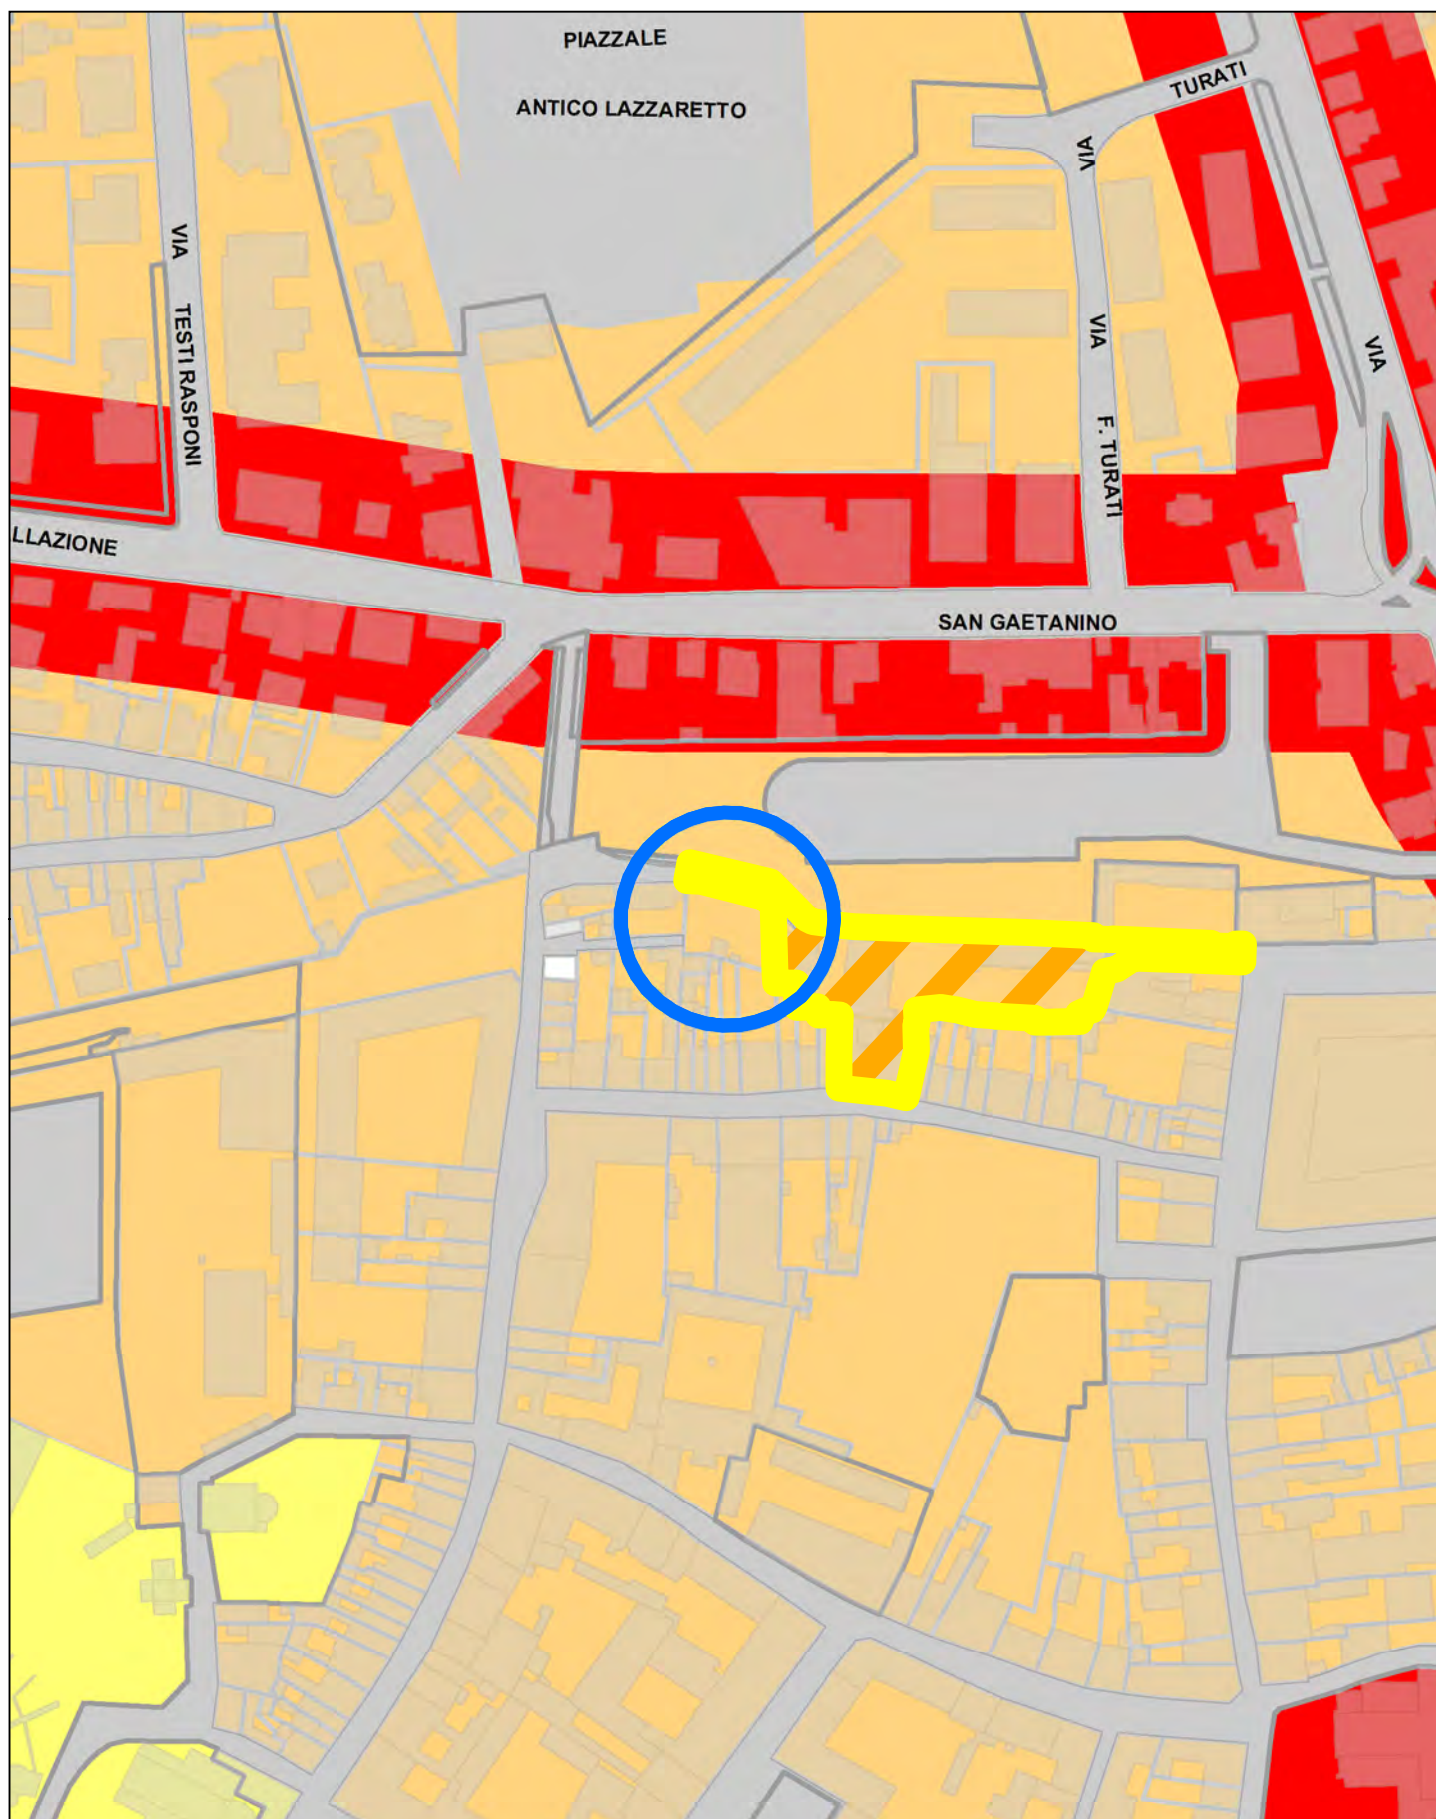 PIAZZALE
ANTICO LAZZARETTO
TURATI
VIA
VIA
TESTI RASPONI
VIA
F. TURATI
VIA
LLAZIONE
SAN GAETANINO